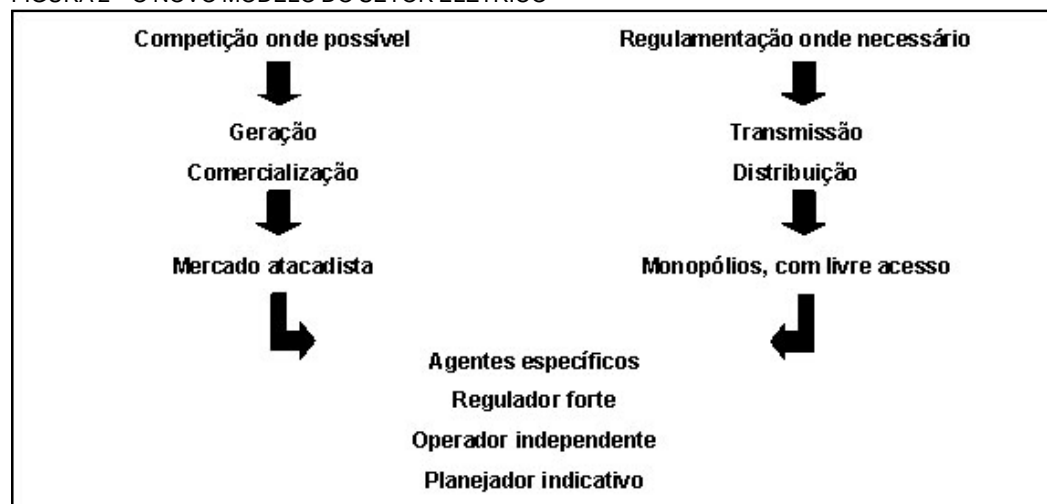 Competição onde possível
Regulamentação onde necessário
Geração
Comercialização
Transmissão
Distribuição
Mercado atacadista
Monopólios, com livre acesso
Agentes específicos
Regulador forte
Operador independente
Planejador indicativo